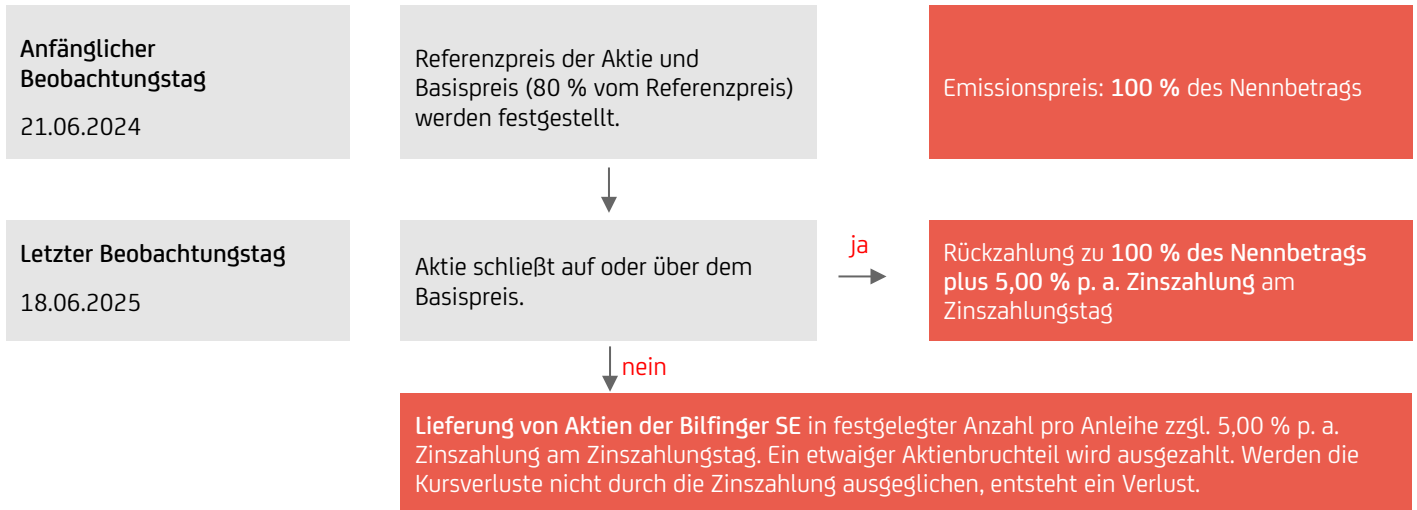 Anfänglicher
Beobachtungstag
21.06.2024
Referenzpreis der Aktie und
Basispreis (80 % vom Referenzpreis)
werden festgestellt.
Emissionspreis: 100 % des Nennbetrags
Letzter Beobachtungstag
18.06.2025
Aktie schließt auf oder über dem
Basispreis.
ja
Rückzahlung zu 100 % des Nennbetrags
plus 5,00 % p. a. Zinszahlung am
Zinszahlungstag
nein
Lieferung von Aktien der Bilfinger SE in festgelegter Anzahl pro Anleihe zzgl. 5,00 % p. a.
Zinszahlung am Zinszahlungstag. Ein etwaiger Aktienbruchteil wird ausgezahlt. Werden die
Kursverluste nicht durch die Zinszahlung ausgeglichen, entsteht ein Verlust.